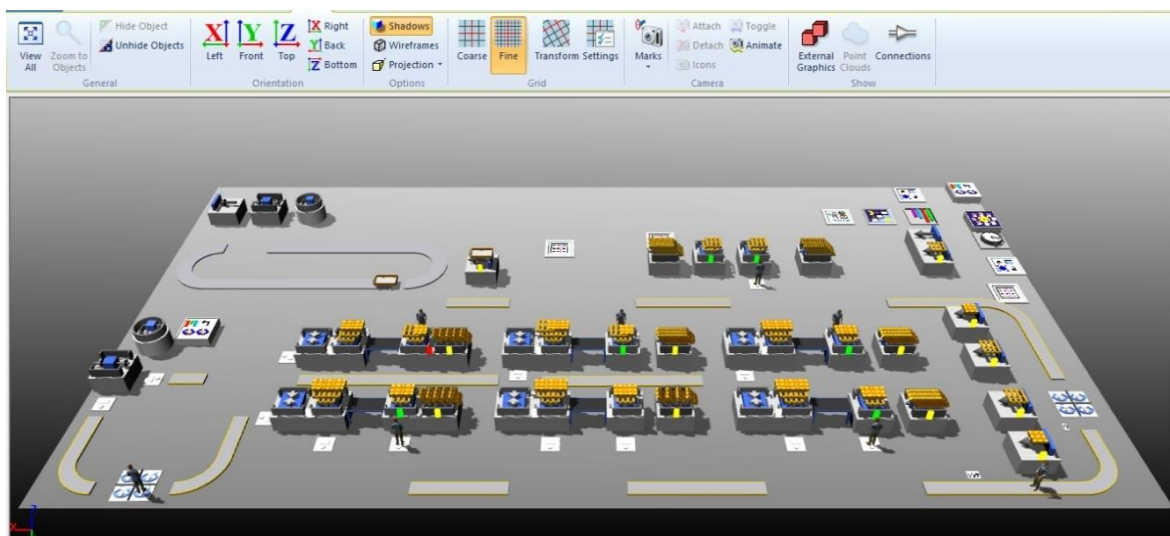 View All
Zoom to Objects
Hide Object
Unhide Objects
General
X Y Z
Left Front Top
X Right
Y Back
Z Bottom
Orientation
Shadows
Wireframes
Projection
Options
Coarse Fine Transform Settings
Grid
Marks
Attach
Detach
Icons
Toggle
Animate
Camera
External Graphics
Point Clouds
Connections
Show
X
Z